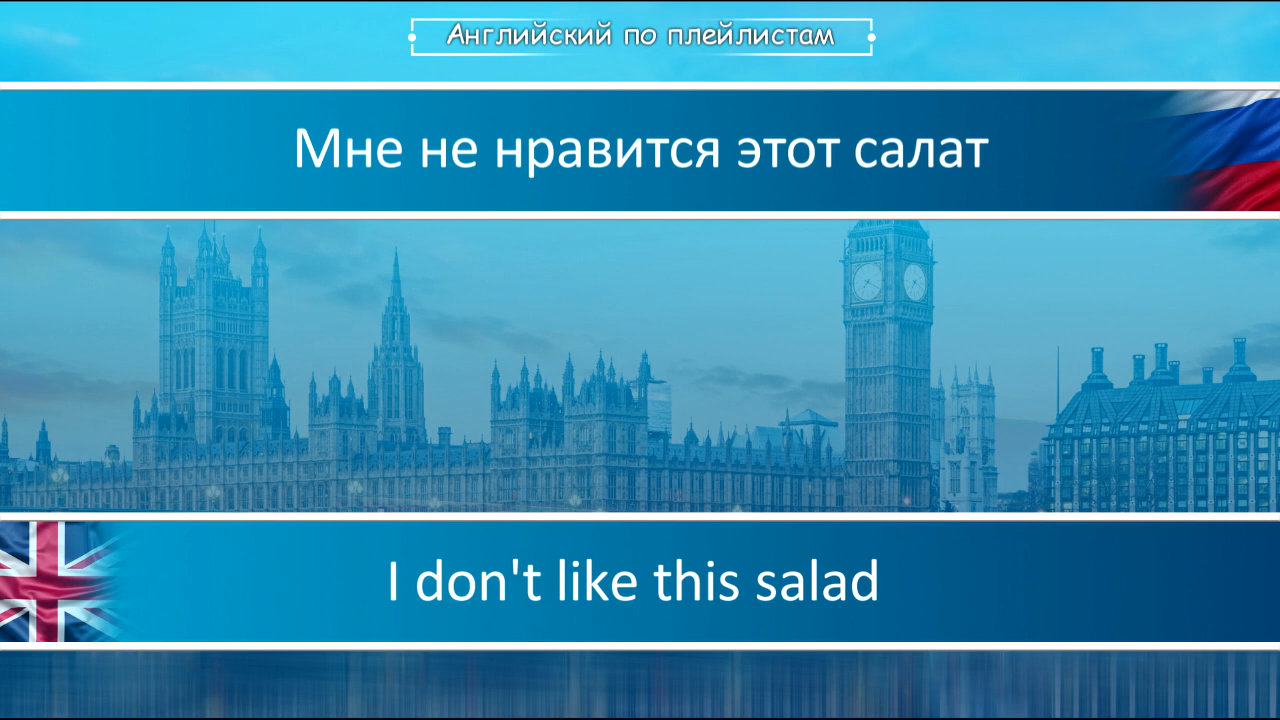 Английский по плейлистам
Мне не нравится этот салат
I don't like this salad